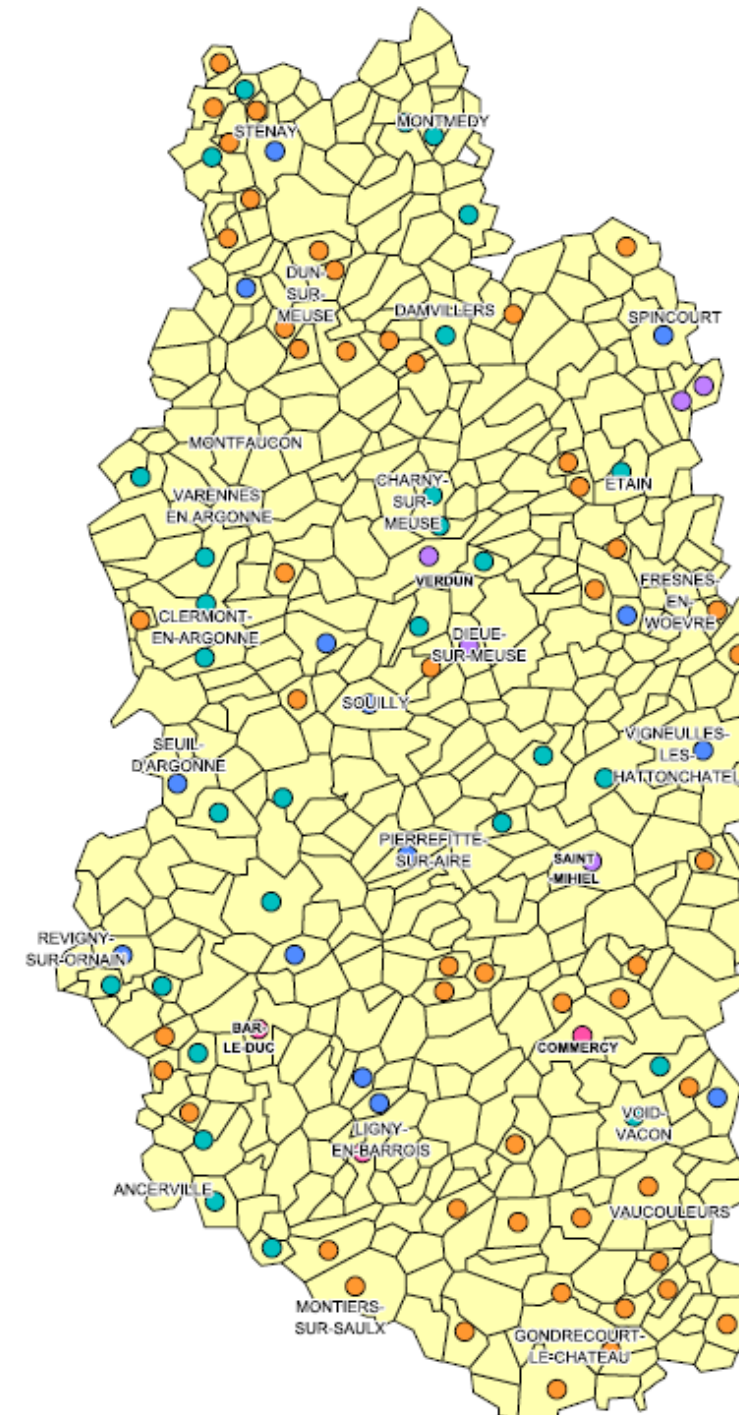 MONTMEDY
STENAY
DUN-
SUR-
MEUSE
DAMVILLERS
SPINCOURT
MONTFAUCON
VARENNES
EN ARGONNE
CHARNY-
SUR-
MEUSE
ETAIN
VERDUN
FRESNES-
EN-
WOEVRE
CLERMONT-
EN-ARGONNE
DIEUE-
SUR-MEUSE
SOUILLY
SEUIL-
D'ARGONNE
VIGNEULLES-
LES-
HATTONCHATEL
PIERREFITTE-
SUR-AIRE
SAINT
-MIHIEL
REVIGNY-
SUR-ORNAIN
BAR-
LE-DUC
COMMERCY
LIGNY-
EN-BARROIS
VOID-
VACON
ANCERVILLE
VAUCOULEURS
MONTIERS-
SUR-SAULX
GONDRECOURT-
LE-CHATEAU